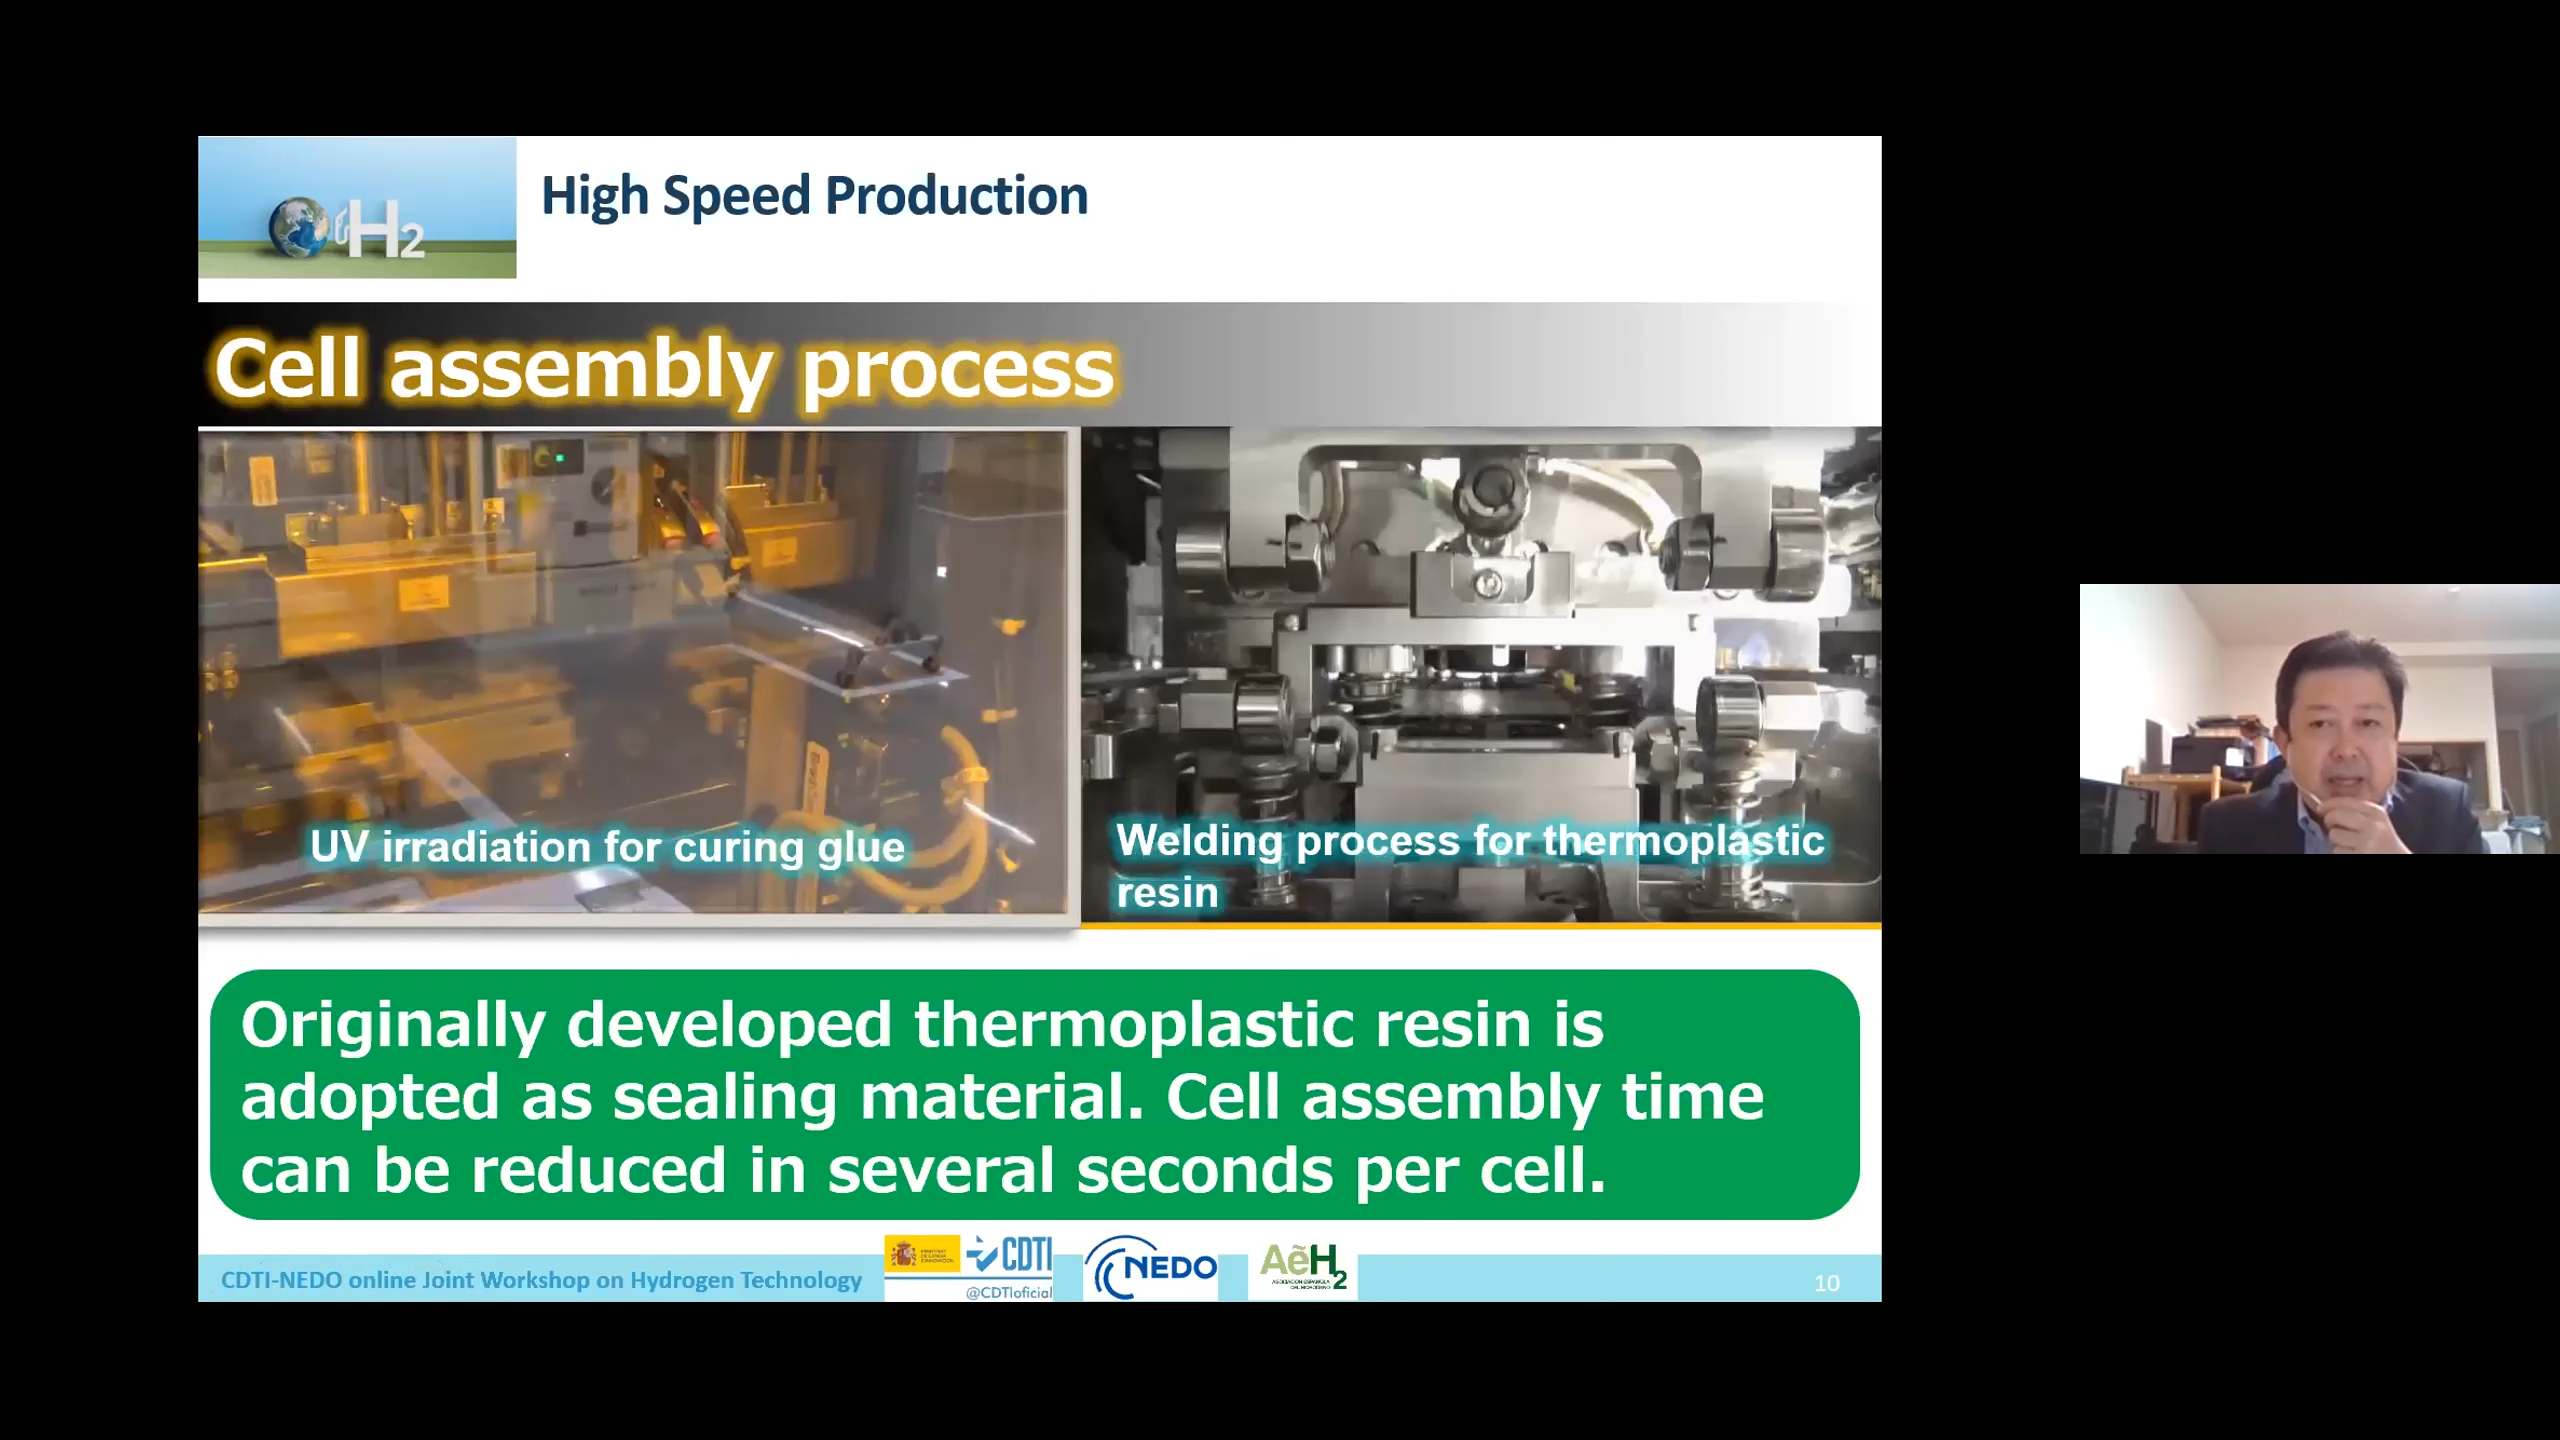 H2
High Speed Production
Cell assembly process
UV irradiation for curing glue
Welding process for thermoplastic
resin
Originally developed thermoplastic resin is
adopted as sealing material. Cell assembly time
can be reduced in several seconds per cell.
CDTI-NEDO online Joint Workshop on Hydrogen Technology
CDTI
@CDTIoficial
NEDO
AeH2
10